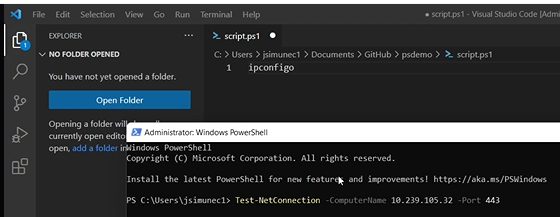 File Edit Selection View Go Run Terminal Help
● script.ps1 - Visual Studio Code [Admi
EXPLORER ...
script.ps1 ●
NO FOLDER OPENED
C: > Users > jsimunec1 > Documents > GitHub > psdemo > script.ps1
1 ipconfigo
You have not yet opened a folder.
Open Folder
Opening a folder will
currently open edito
open, add a folder in
1
Administrator: Windows PowerShell
Windows PowerShell
Copyright (C) Microsoft Corporation. All rights reserved.
Install the latest PowerShell for new features and improvements! https://aka.ms/PSWindows
PS C:\Users\jsimunec1> Test-NetConnection -ComputerName 10.239.105.32 -Port 443